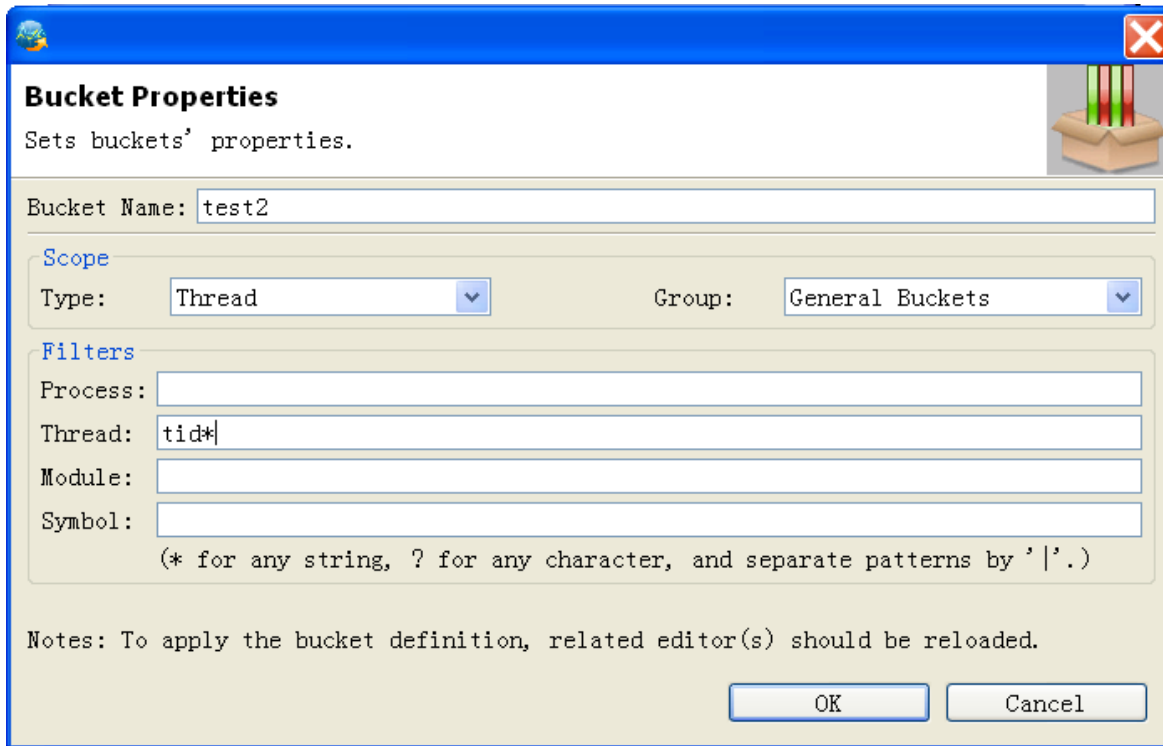 Bucket Properties
Sets buckets' properties.
Bucket Name: test2
Scope
Type: Thread Group: General Buckets
Filters
Process:
Thread: tid*
Module:
Symbol:
(* for any string, ? for any character, and separate patterns by '|'.)
Notes: To apply the bucket definition, related editor(s) should be reloaded.
OK Cancel